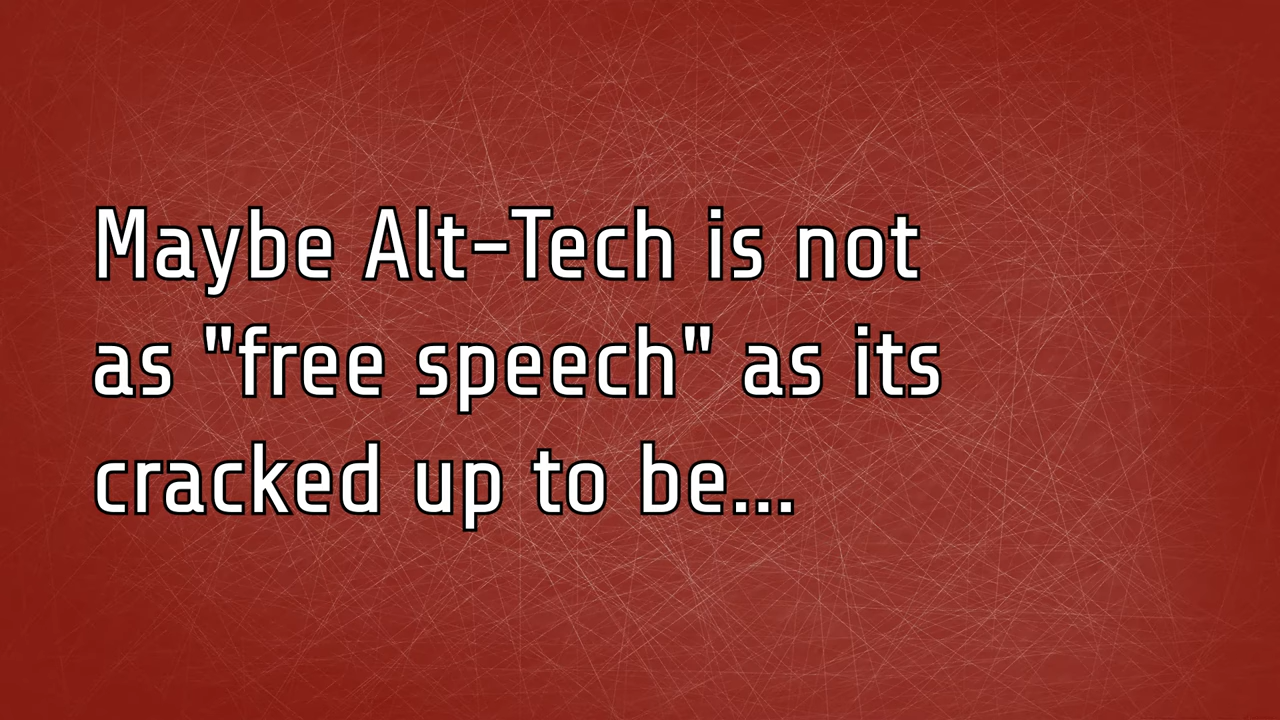 Maybe Alt-Tech is not
as "free speech" as its
cracked up to be...